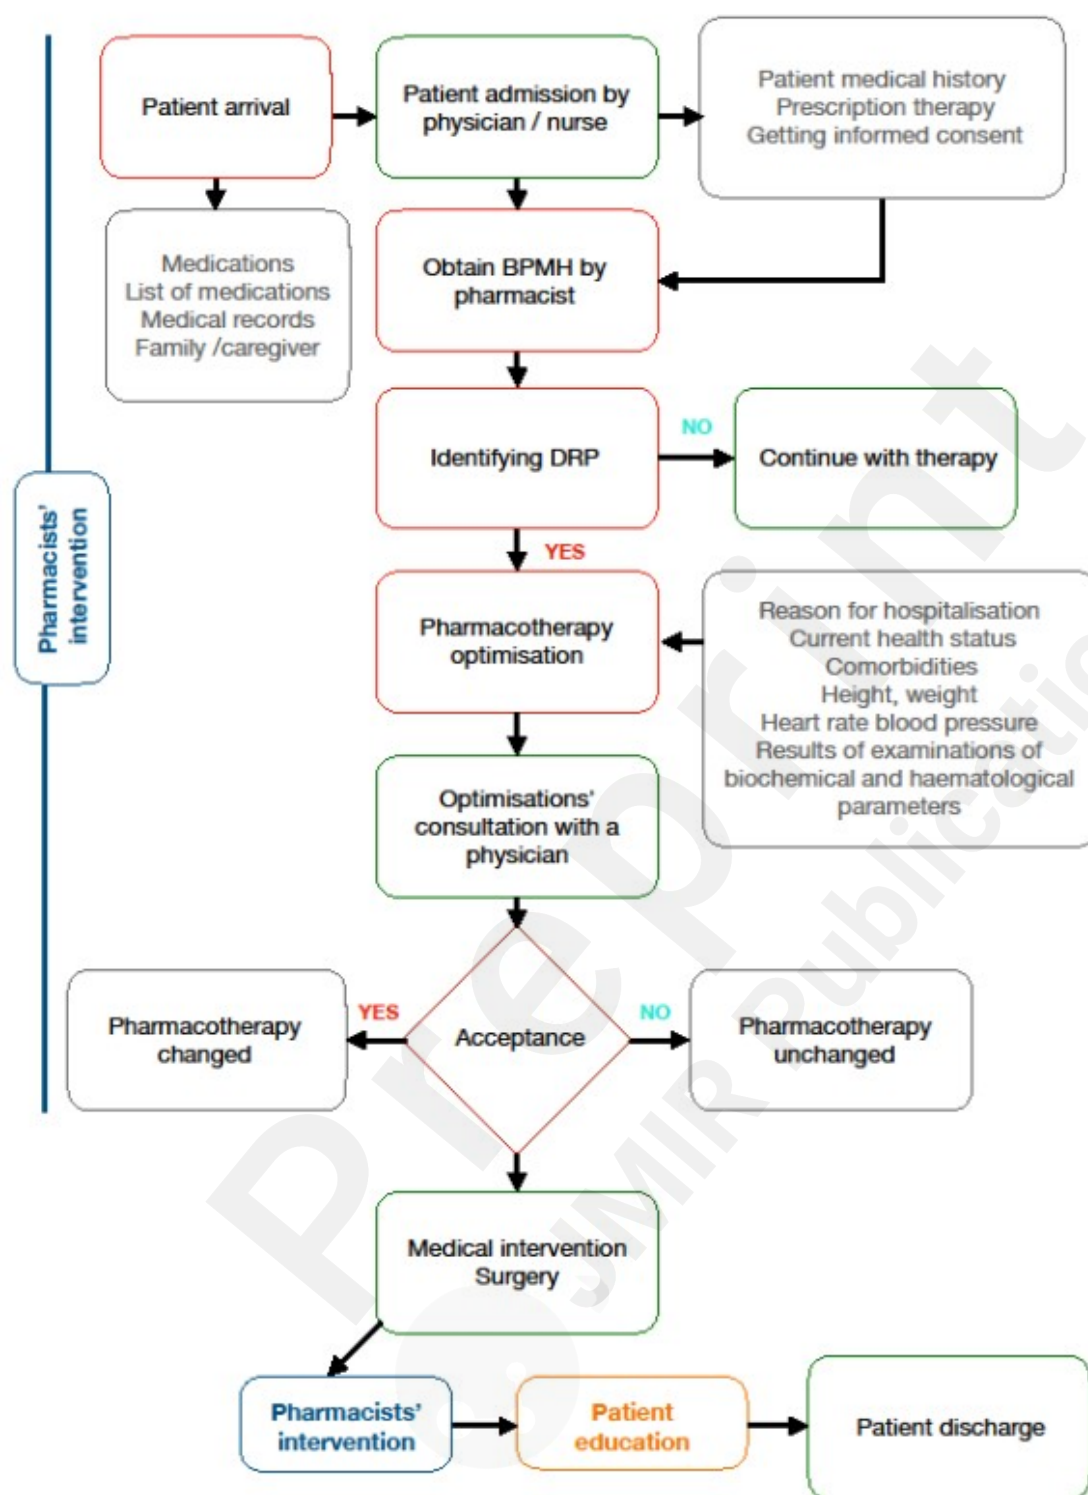 Patient arrival
Patient admission by
physician / nurse
Patient medical history
Prescription therapy
Getting informed consent
Medications
List of medications
Medical records
Family /caregiver
Obtain BPMH by
pharmacist
Identifying DRP
NO
Continue with therapy
YES
Pharmacists'
intervention
Pharmacotherapy
optimisation
Reason for hospitalisation
Current health status
Comorbidities
Height, weight
Heart rate blood pressure
Results of examinations of
biochemical and haematological
parameters
Optimisations'
consultation with a
physician
Pharmacotherapy
changed
YES
Acceptance
NO
Pharmacotherapy
unchanged
Medical intervention
Surgery
Pharmacists'
intervention
Patient
education
Patient discharge
Preprint
JMIR Publicatio